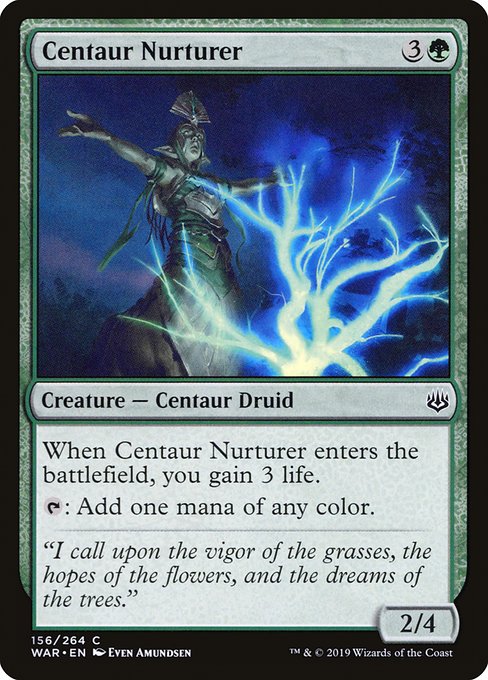 Centaur Nurturer 3
Creature — Centaur Druid
When Centaur Nurturer enters the
battlefield, you gain 3 life.
: Add one mana of any color.
“I call upon the vigor of the grasses, the
hopes of the flowers, and the dreams of
the trees.”
2/4
156/264 C
WAR • EN Even Amundsen
™ & © 2019 Wizards of the Coast